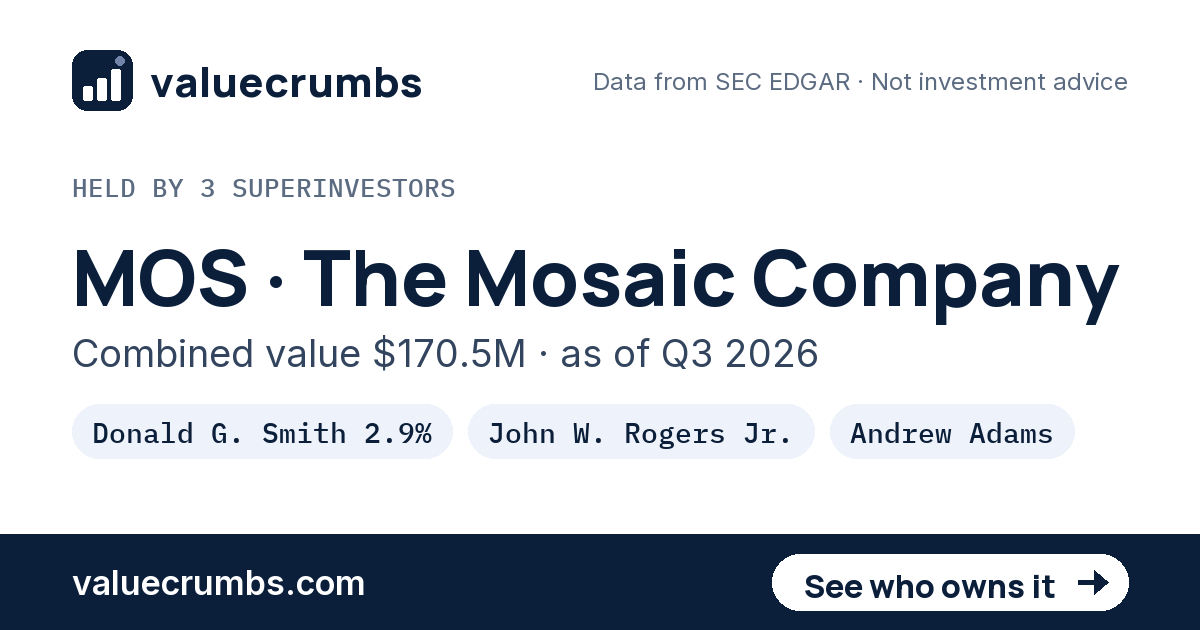 valuecrumbs
Data from SEC EDGAR · Not investment advice
HELD BY 3 SUPERINVESTORS
MOS · The Mosaic Company
Combined value $170.5M · as of Q3 2026
Donald G. Smith 2.9%
John W. Rogers Jr.
Andrew Adams
valuecrumbs.com
See who owns it →